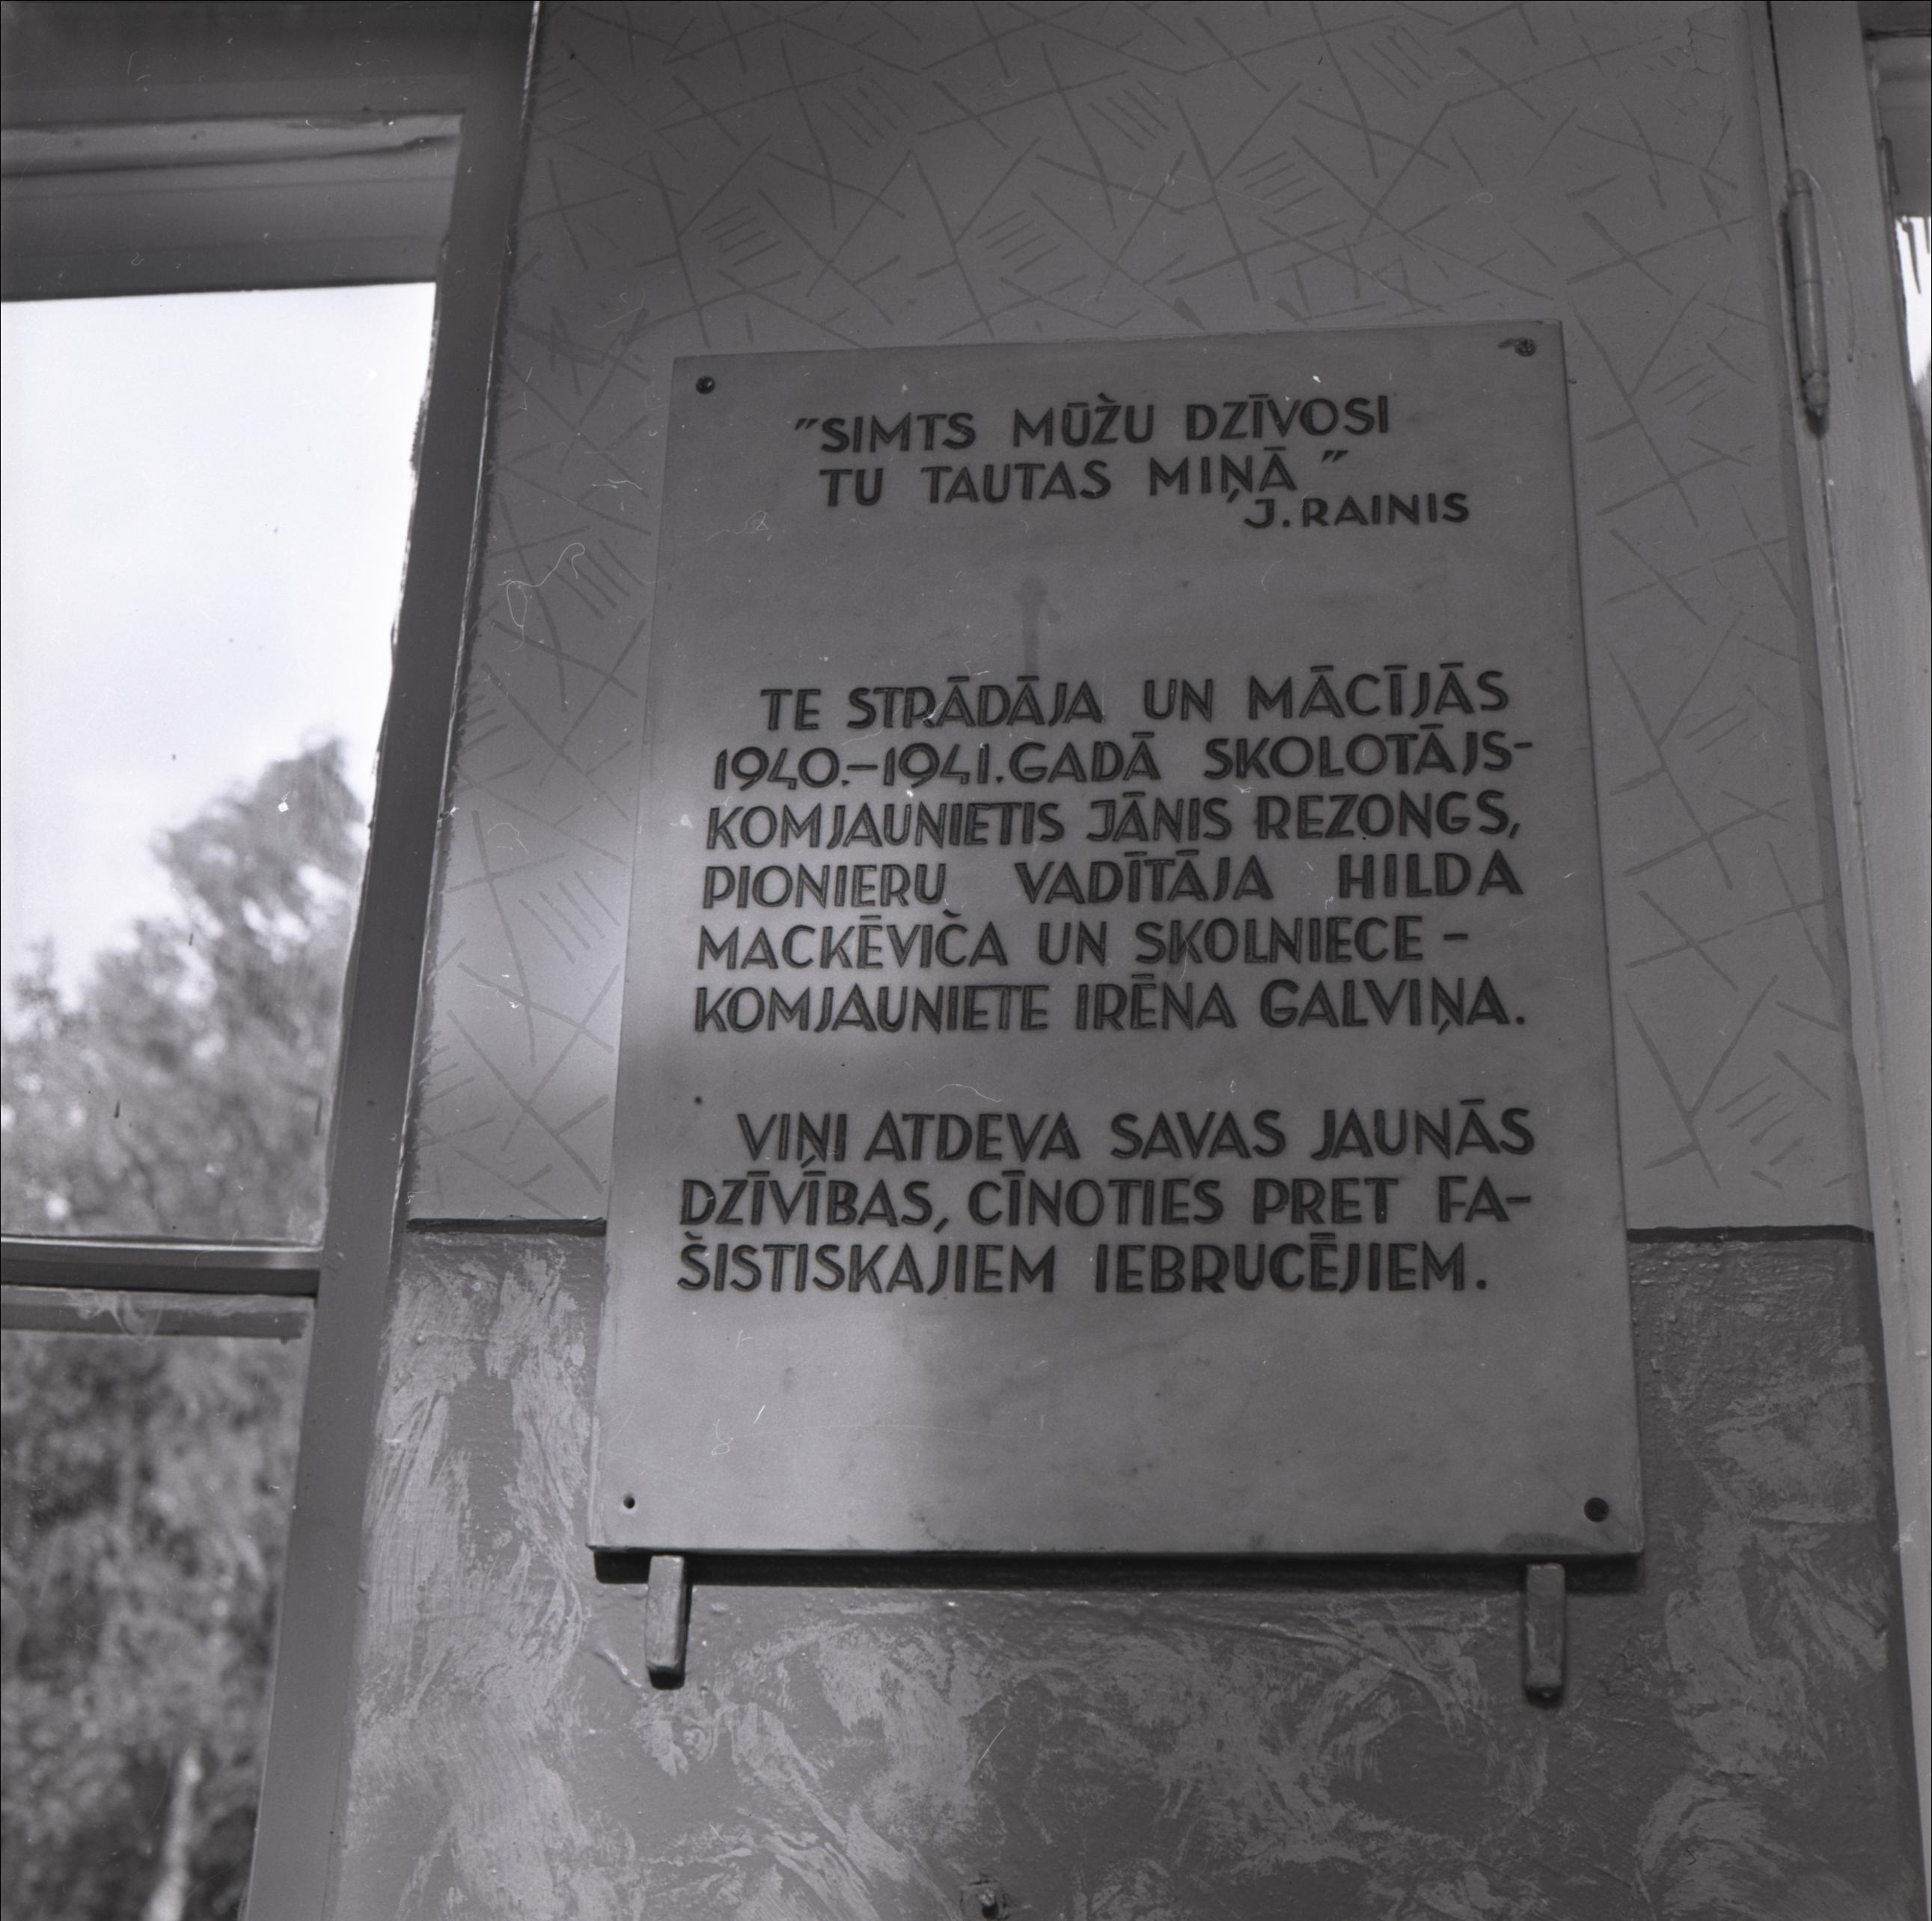 "SIMTS MŪŽU DZĪVOSI
TU TAUTAS MIŅĀ"
J. RAINIS
TE STRĀDĀJA UN MĀCĪJĀS
1940.-1941. GADĀ SKOLOTĀJS-
KOMJAUNIETIS JĀNIS REZONGS,
PIONIERU VADĪTĀJA HILDA
MACKĒVIČA UN SKOLNIECE -
KOMJAUNIETE IRĒNA GALVIŅA.
VIŅI ATDEVA SAVAS JAUNĀS
DZĪVĪBAS, CĪNOTIES PRET FA-
ŠISTISKAJIEM IEBRUCĒJIEM.